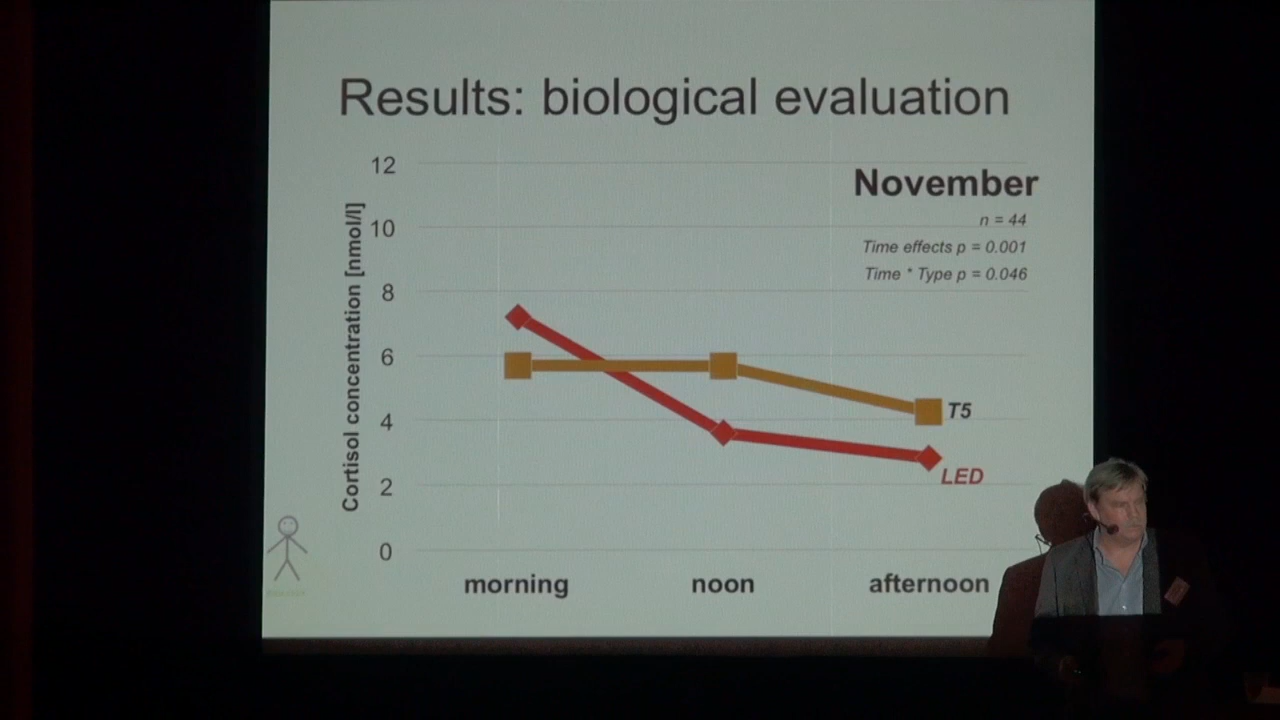 Results: biological evaluation
12
10
8
6
4
2
0
Cortisol concentration [nmol/l]
November
n = 44
Time effects p = 0.001
Time * Type p = 0.046
T5
LED
morning noon afternoon